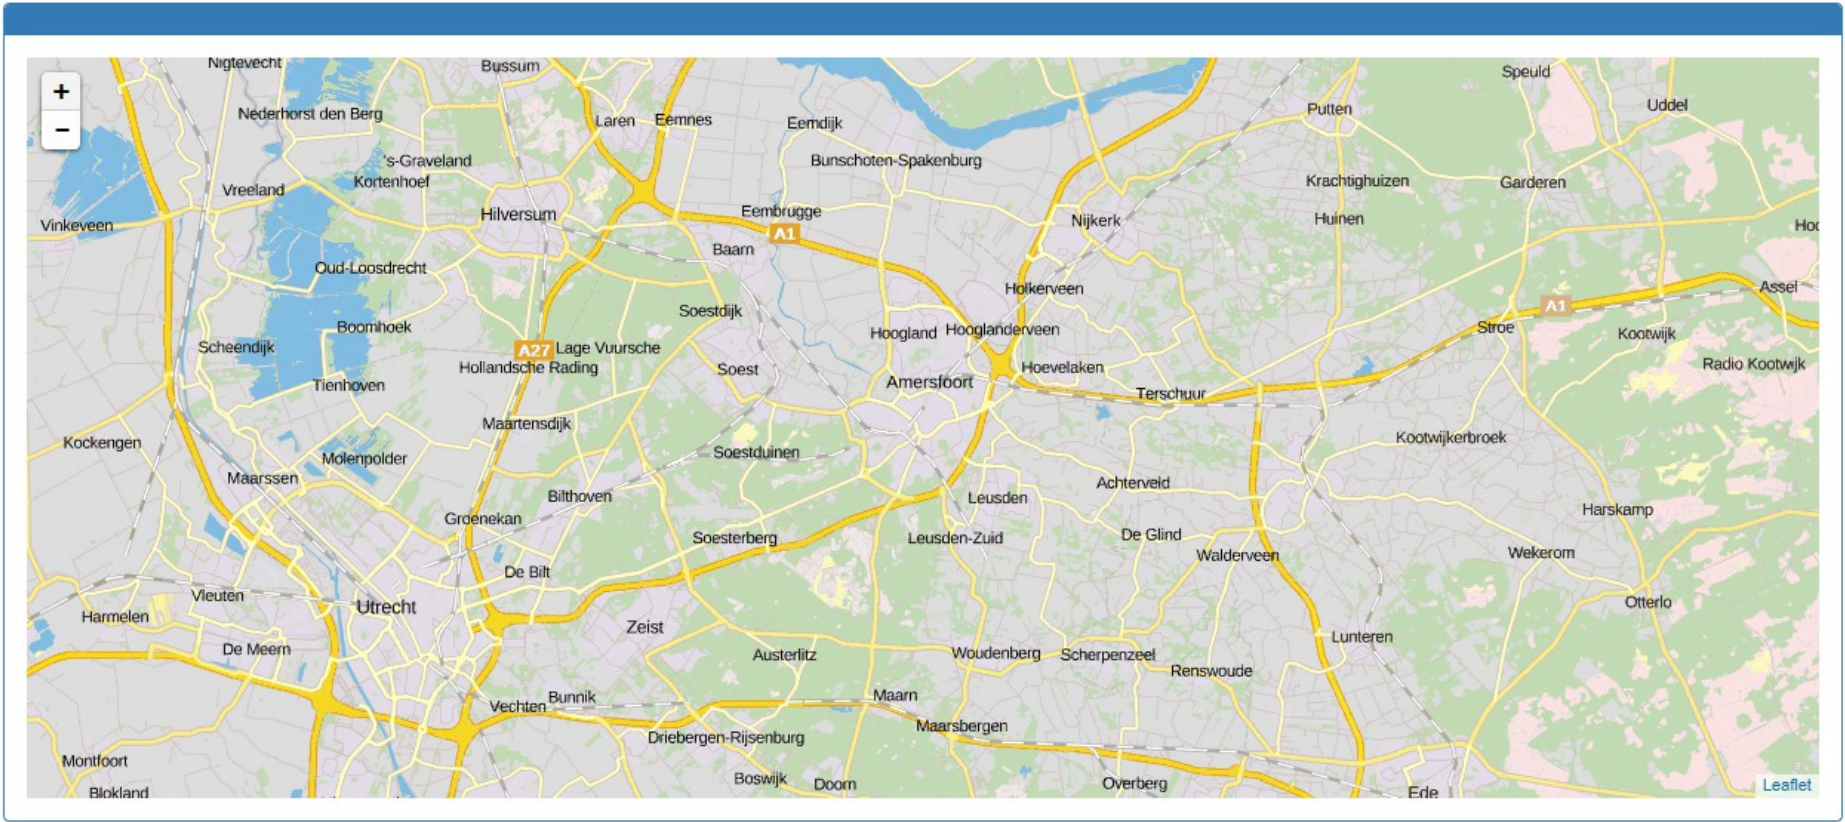 +
−
Nigtevecht
Bussum
Speuld
Nederhorst den Berg
Laren
Eemnes
Eemdijk
Putten
Uddel
's-Graveland
Bunschoten-Spakenburg
Kortenhoef
Krachtighuizen
Garderen
Vreeland
Hilversum
Eembrugge
Nijkerk
Huinen
Vinkeveen
A1
Hoo
Baarn
Oud-Loosdrecht
Holkerveen
Assel
Soestdijk
A1
Boomhoek
Hoogland
Hooglanderveen
Stroe
Kootwijk
Scheendijk
A27
Lage Vuursche
Hollandsche Rading
Soest
Hoevelaken
Radio Kootwijk
Tienhoven
Amersfoort
Terschuur
Maartensdijk
Kockengen
Kootwijkerbroek
Molenpolder
Soestduinen
Maarssen
Bilthoven
Achterveld
Leusden
Groenekan
Harskamp
Soesterberg
Leusden-Zuid
De Glind
Walderveen
Wekerom
De Bilt
Vleuten
Utrecht
Otterlo
Harmelen
Zeist
Lunteren
De Meern
Austerlitz
Woudenberg
Scherpenzeel
Renswoude
Vechten
Bunnik
Maarn
Maarsbergen
Driebergen-Rijsenburg
Montfoort
Boswijk
Doorn
Overberg
Leaflet
Blokland
Ede